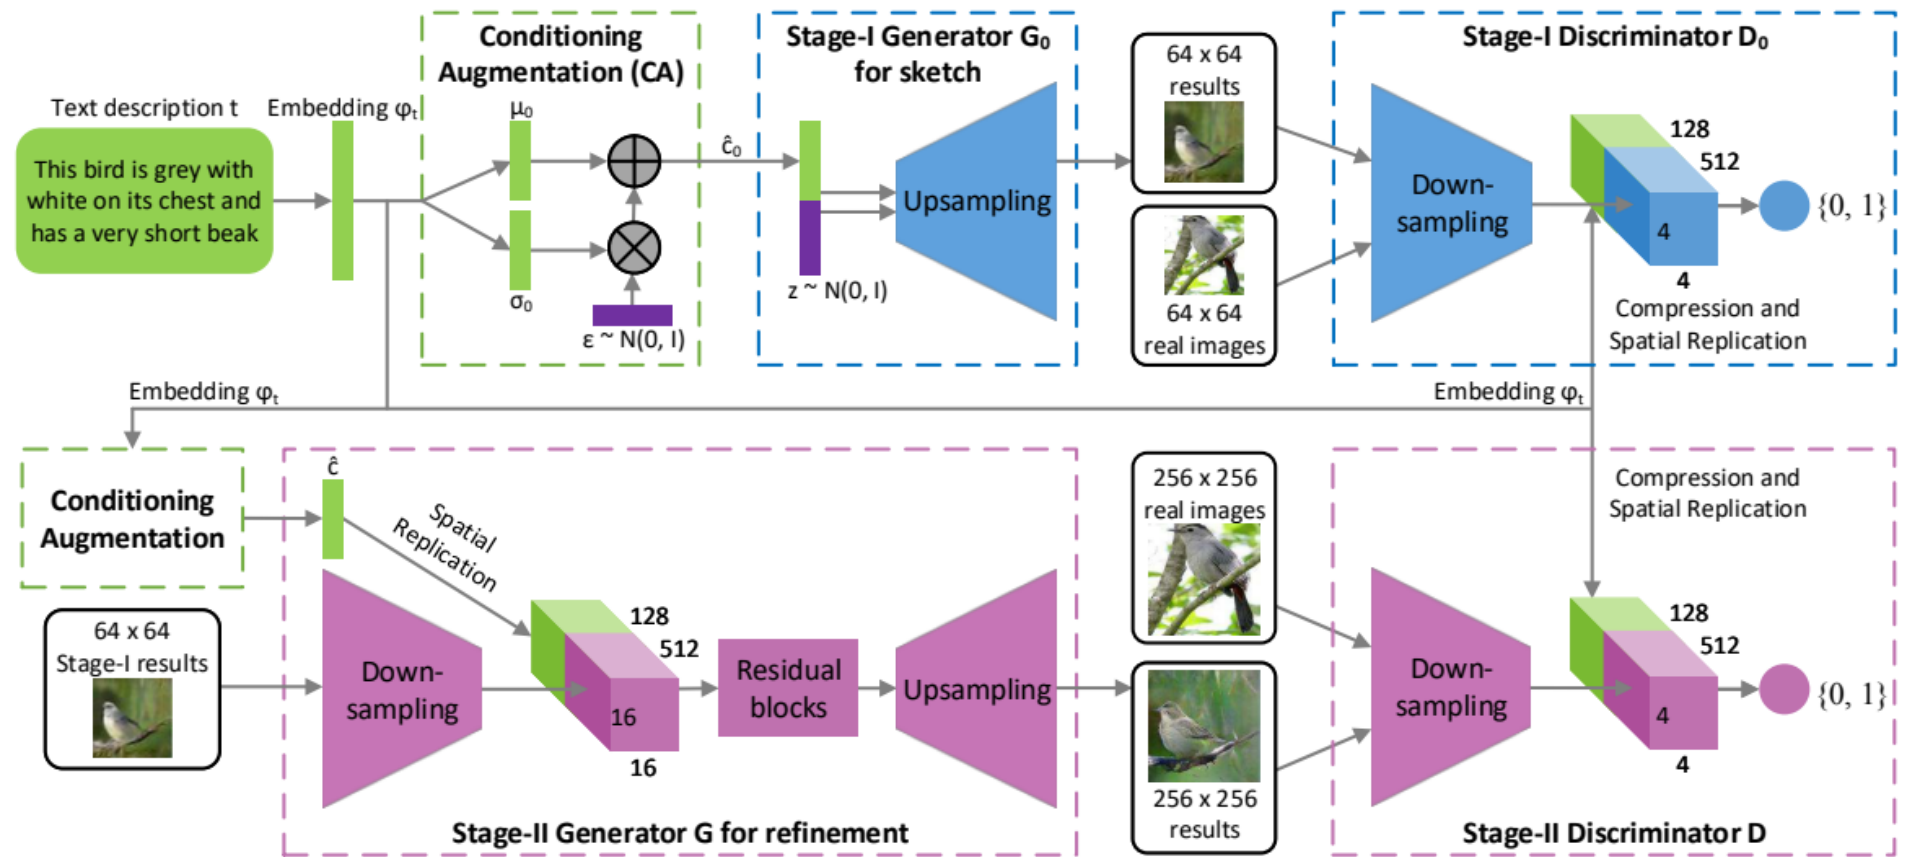 Conditioning
Augmentation (CA)
Text description t
Embedding φt
This bird is grey with
white on its chest and
has a very short beak
μ0
σ0
ε ~ N(0, I)
ĉ0
Stage-I Generator G0
for sketch
Upsampling
z ~ N(0, I)
64 x 64
results
64 x 64
real images
Stage-I Discriminator D0
Down-
sampling
128
512
4
4
{0, 1}
Compression and
Spatial Replication
Embedding φt
Embedding φt
Conditioning
Augmentation
64 x 64
Stage-I results
ĉ
Spatial
Replication
Down-
sampling
128
512
16
16
Residual
blocks
Upsampling
Stage-II Generator G for refinement
256 x 256
real images
256 x 256
results
Compression and
Spatial Replication
Down-
sampling
128
512
4
4
{0, 1}
Stage-II Discriminator D